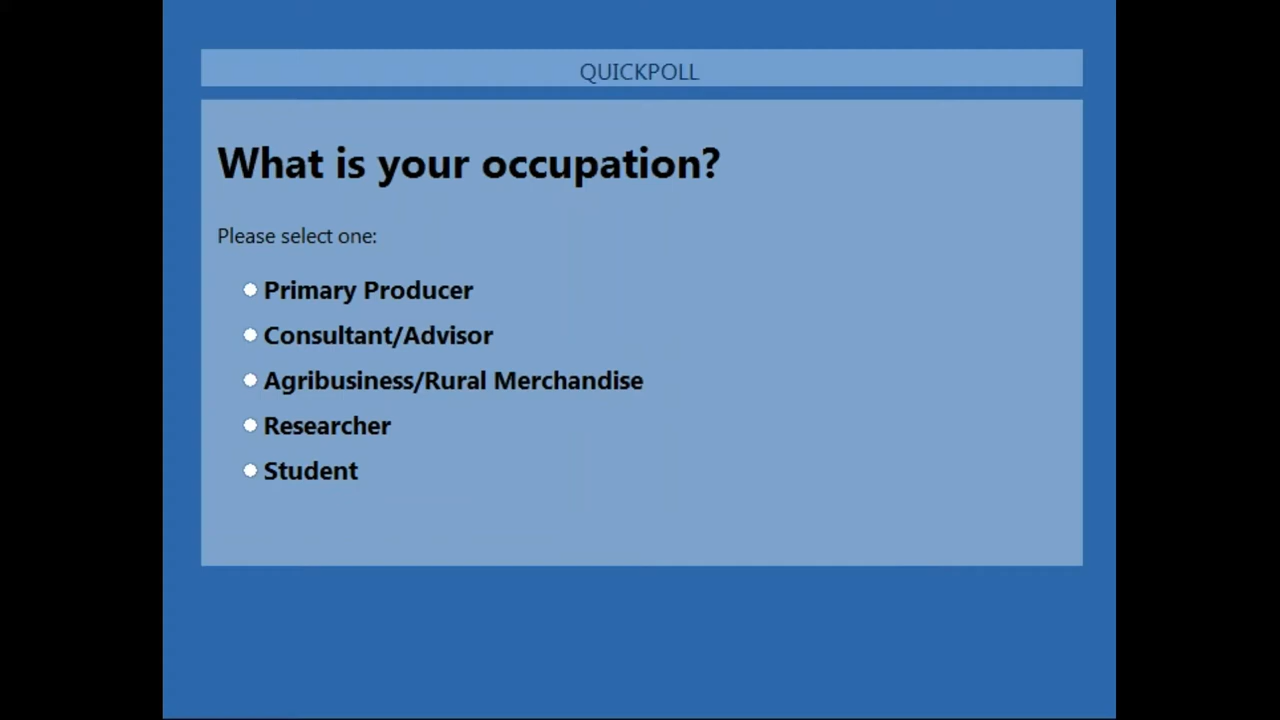 QUICKPOLL
What is your occupation?
Please select one:
Primary Producer
Consultant/Advisor
Agribusiness/Rural Merchandise
Researcher
Student